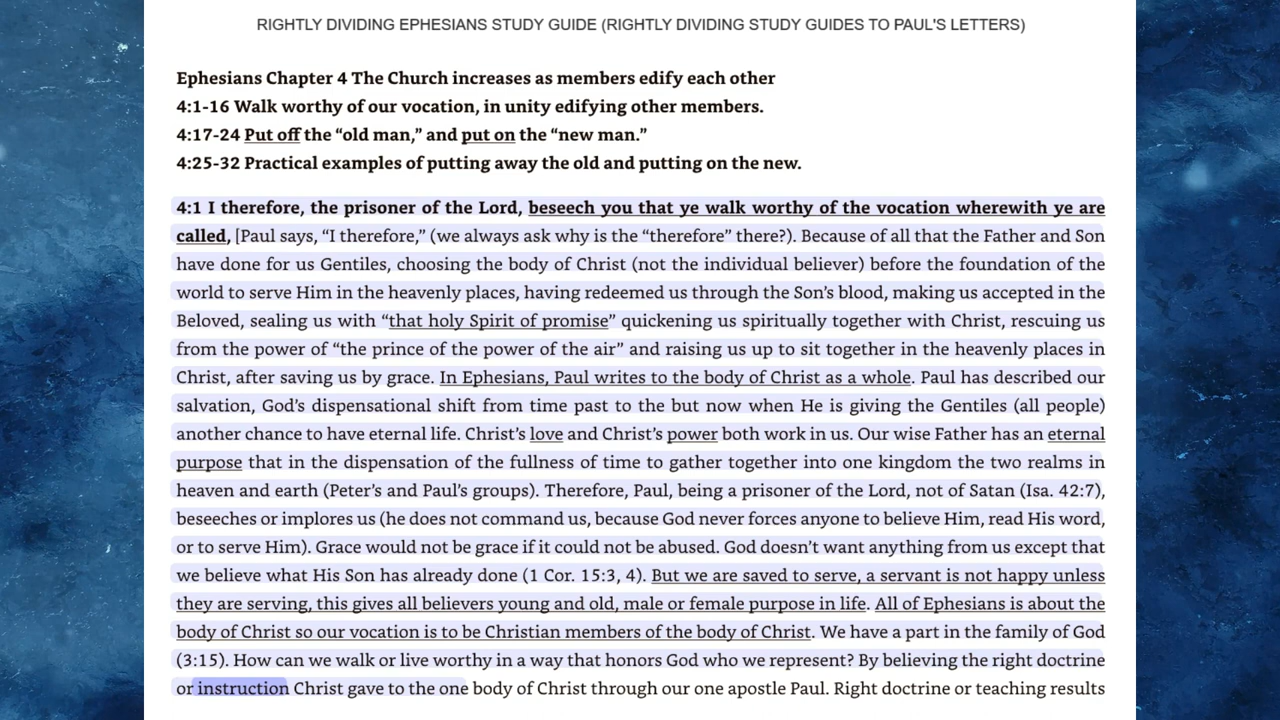 RIGHTLY DIVIDING EPHESIANS STUDY GUIDE (RIGHTLY DIVIDING STUDY GUIDES TO PAUL'S LETTERS)
Ephesians Chapter 4 The Church increases as members edify each other
4:1-16 Walk worthy of our vocation, in unity edifying other members.
4:17-24 Put off the “old man,” and put on the “new man.”
4:25-32 Practical examples of putting away the old and putting on the new.
4:1 I therefore, the prisoner of the Lord, beseech you that ye walk worthy of the vocation wherewith ye are
called, [Paul says, “I therefore,” (we always ask why is the “therefore” there?). Because of all that the Father and Son
have done for us Gentiles, choosing the body of Christ (not the individual believer) before the foundation of the
world to serve Him in the heavenly places, having redeemed us through the Son’s blood, making us accepted in the
Beloved, sealing us with “that holy Spirit of promise” quickening us spiritually together with Christ, rescuing us
from the power of “the prince of the power of the air” and raising us up to sit together in the heavenly places in
Christ, after saving us by grace. In Ephesians, Paul writes to the body of Christ as a whole. Paul has described our
salvation, God’s dispensational shift from time past to the but now when He is giving the Gentiles (all people)
another chance to have eternal life. Christ’s love and Christ’s power both work in us. Our wise Father has an eternal
purpose that in the dispensation of the fullness of time to gather together into one kingdom the two realms in
heaven and earth (Peter’s and Paul’s groups). Therefore, Paul, being a prisoner of the Lord, not of Satan (Isa. 42:7),
beseeches or implores us (he does not command us, because God never forces anyone to believe Him, read His word,
or to serve Him). Grace would not be grace if it could not be abused. God doesn’t want anything from us except that
we believe what His Son has already done (1 Cor. 15:3, 4). But we are saved to serve, a servant is not happy unless
they are serving, this gives all believers young and old, male or female purpose in life. All of Ephesians is about the
body of Christ so our vocation is to be Christian members of the body of Christ. We have a part in the family of God
(3:15). How can we walk or live worthy in a way that honors God who we represent? By believing the right doctrine
or instruction Christ gave to the one body of Christ through our one apostle Paul. Right doctrine or teaching results